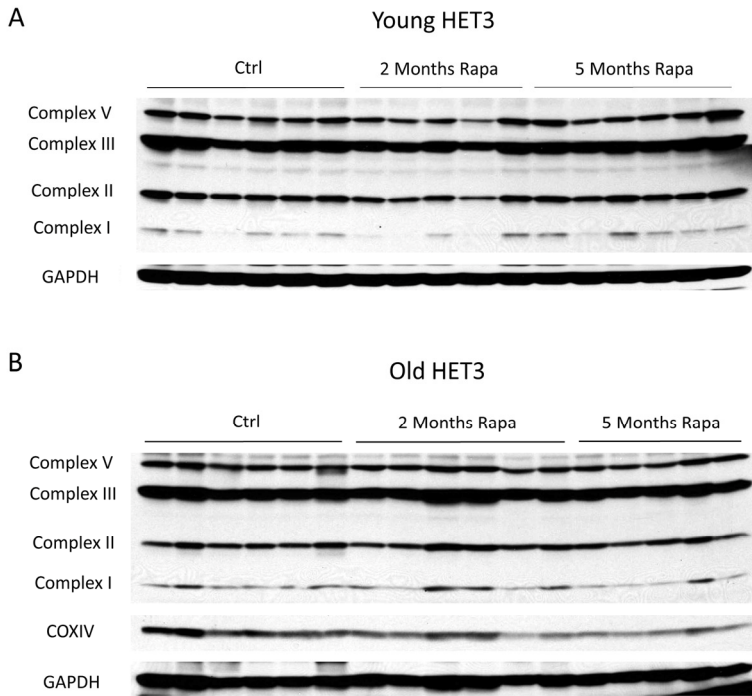 A
Young HET3
Ctrl 2 Months Rapa 5 Months Rapa
Complex V
Complex III
Complex II
Complex I
GAPDH
B
Old HET3
Ctrl 2 Months Rapa 5 Months Rapa
Complex V
Complex III
Complex II
Complex I
COXIV
GAPDH